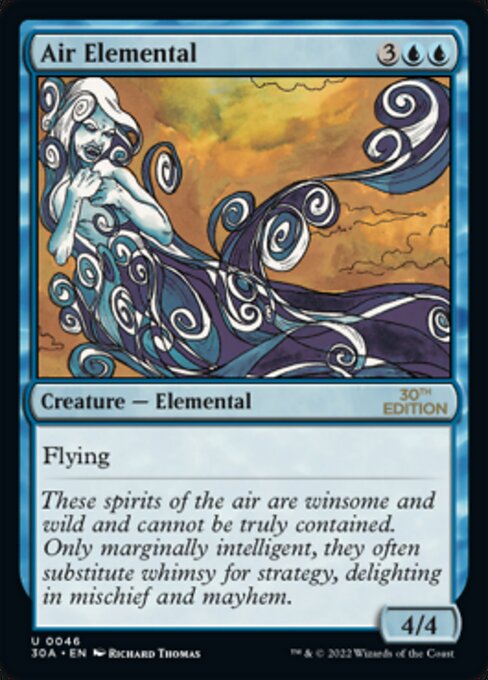 Air Elemental 3
Creature — Elemental
30TH
EDITION
Flying
These spirits of the air are winsome and
wild and cannot be truly contained.
Only marginally intelligent, they often
substitute whimsy for strategy, delighting
in mischief and mayhem.
4/4
U 0046
30A • EN Richard Thomas
™ & © 2022 Wizards of the Coast